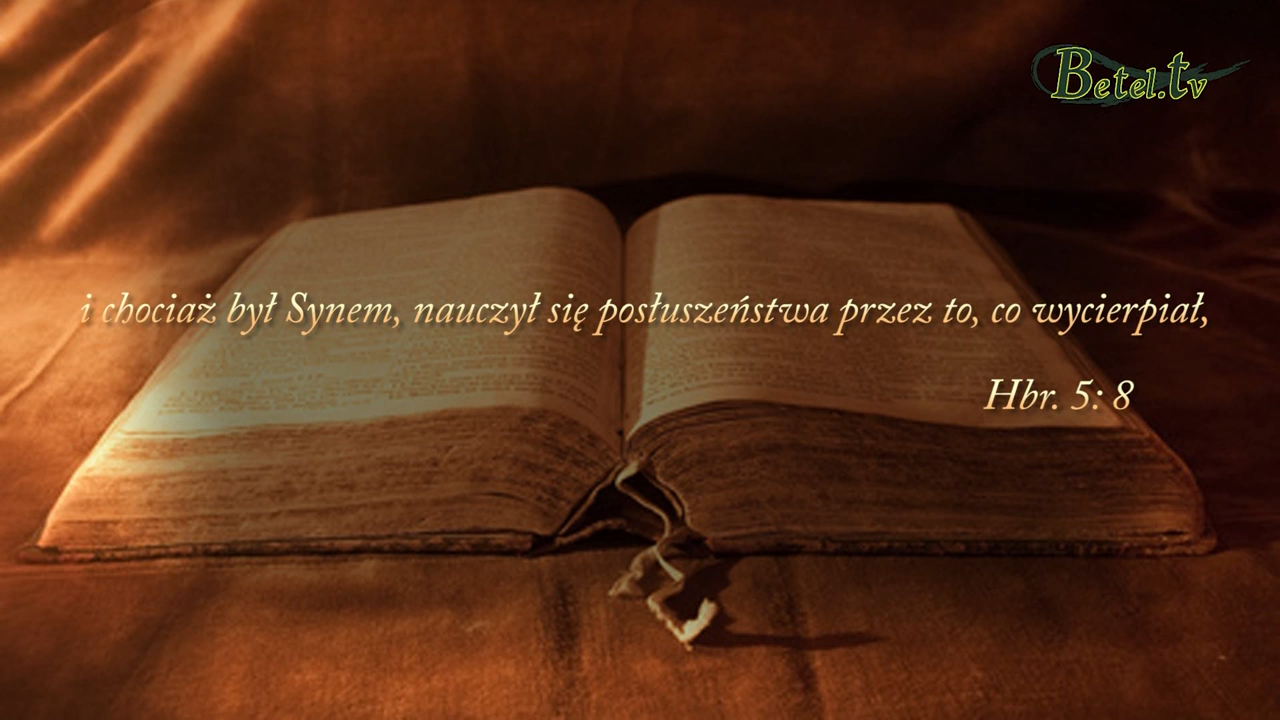 Betel.tv
i chociaż był Synem, nauczył się posłuszeństwa przez to, co wycierpiał,
Hbr. 5: 8